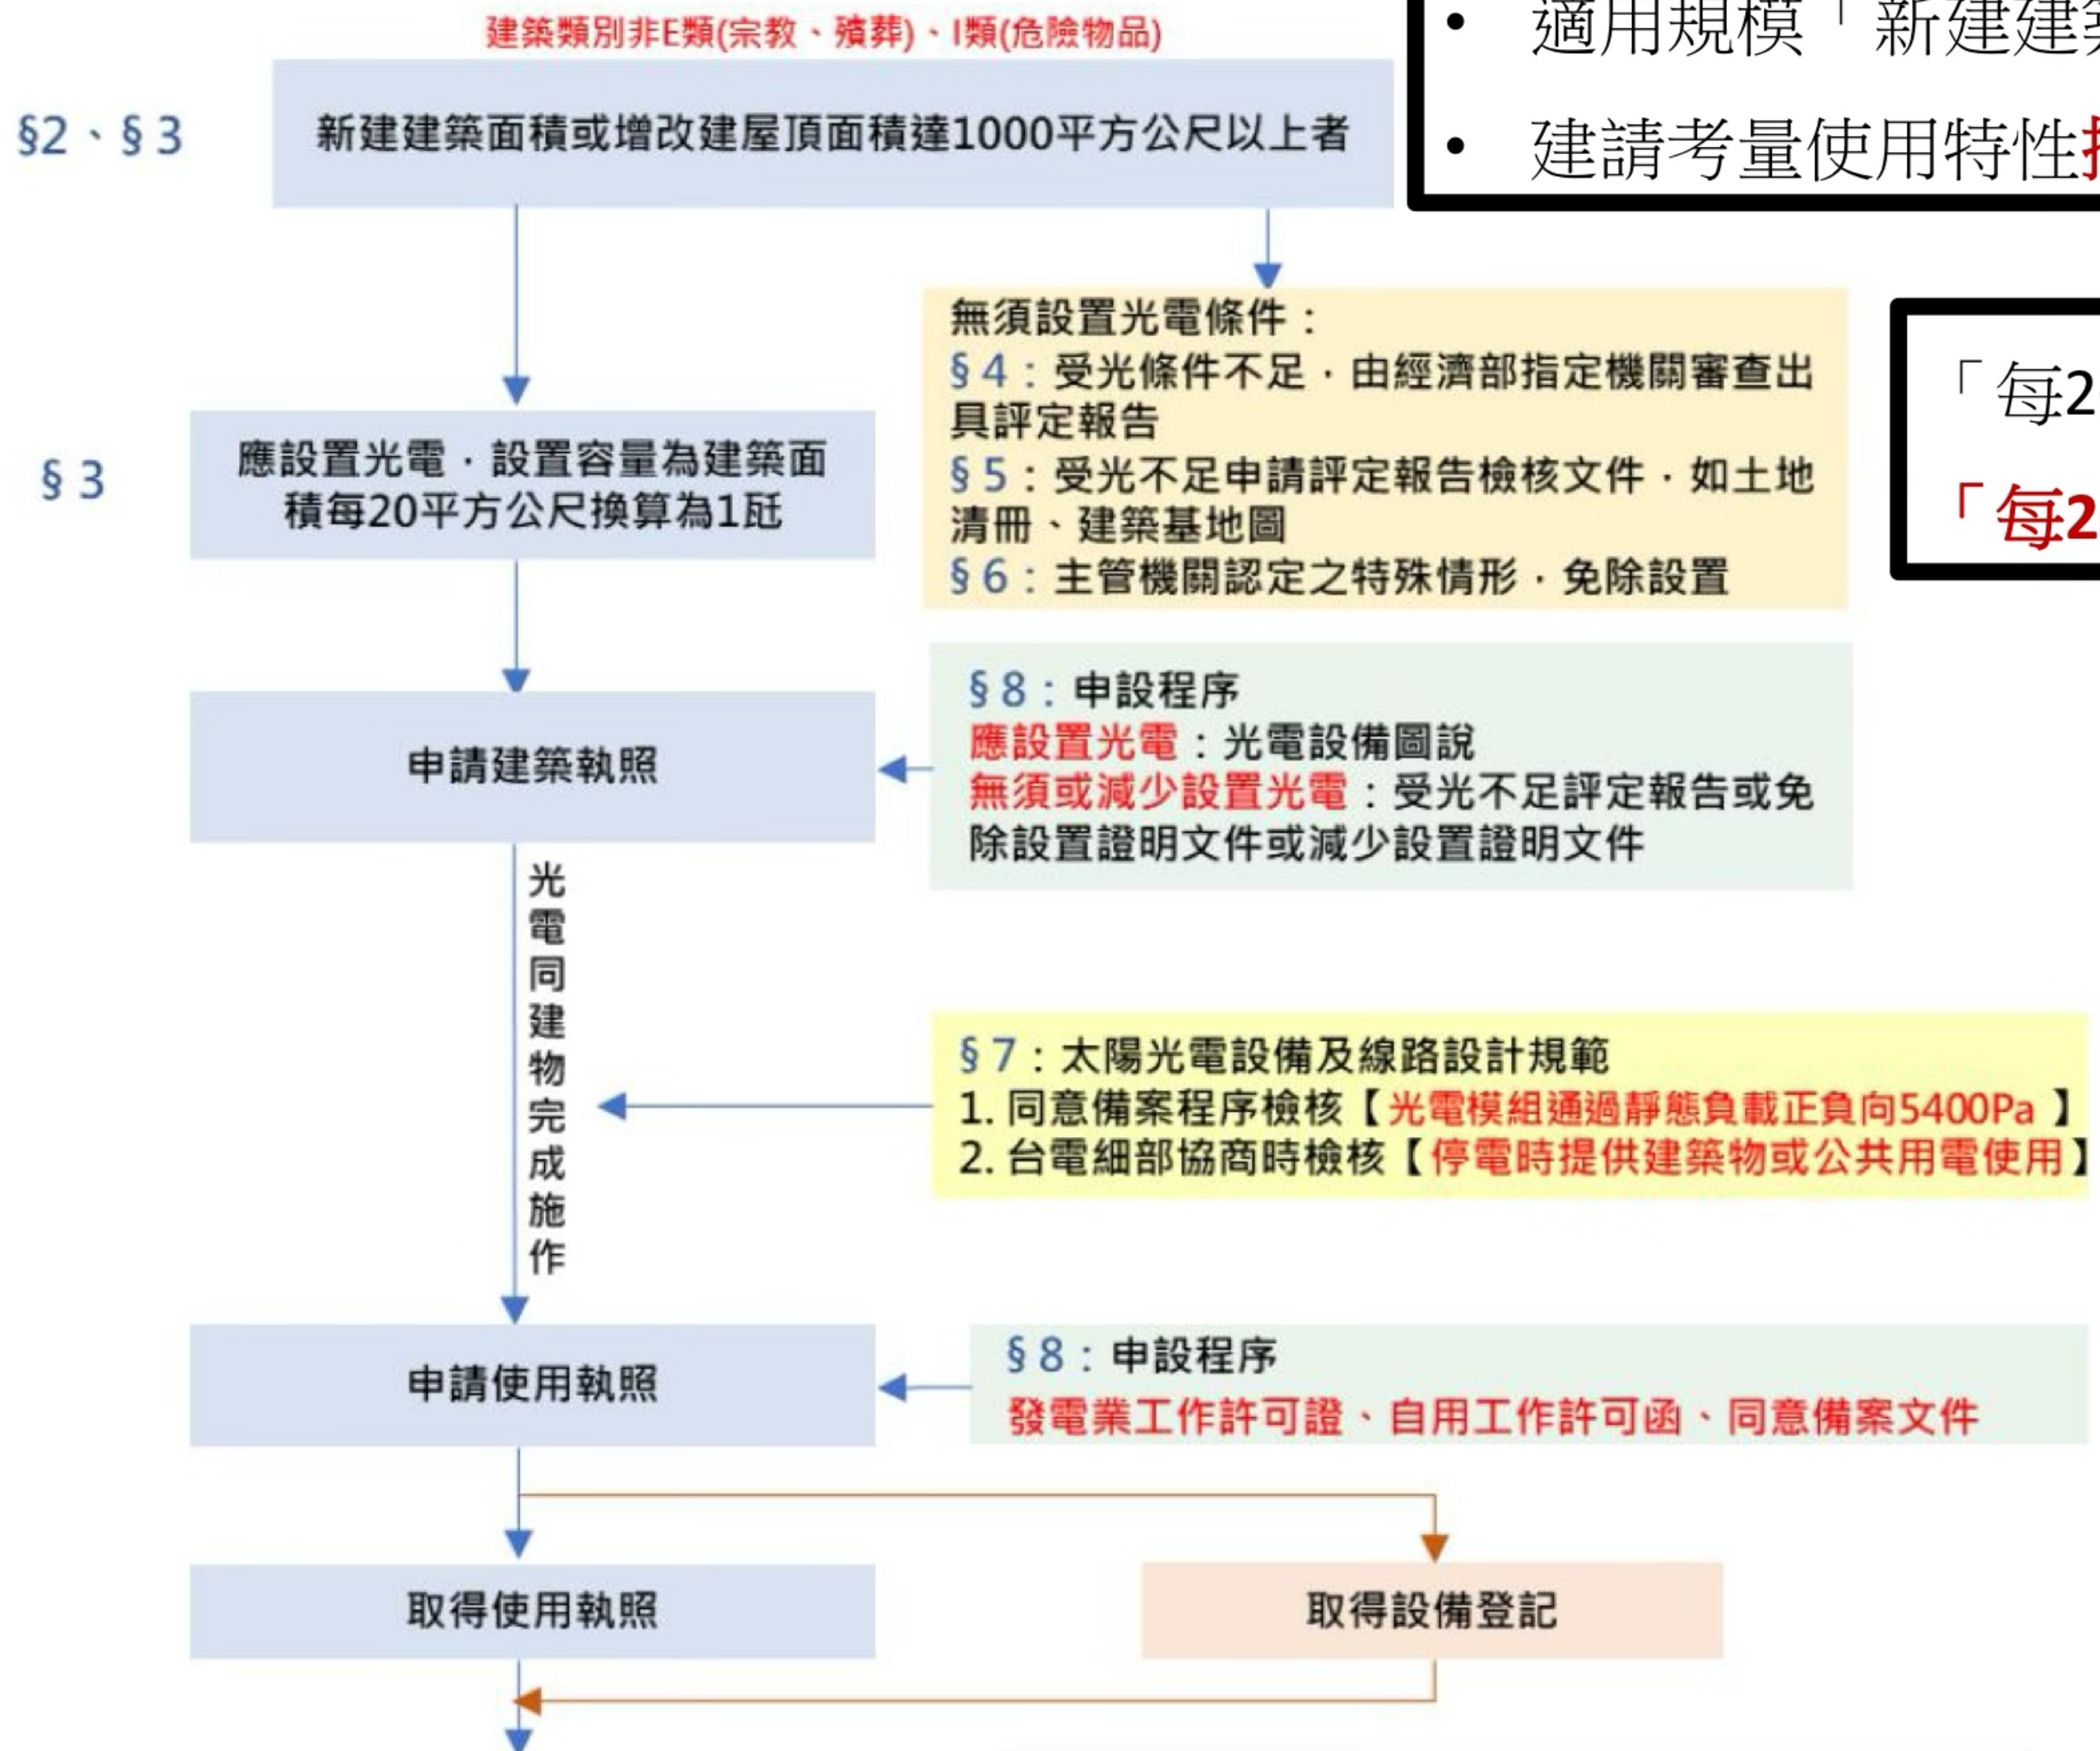 建築類別非E類(宗教、殯葬)、I類(危險物品)
• 適用規模「新建建築
• 建請考量使用特性
§2、§3
新建建築面積或增改建屋頂面積達1000平方公尺以上者
無須設置光電條件：
§4：受光條件不足，由經濟部指定機關審查出
具評定報告
§5：受光不足申請評定報告檢核文件，如土地
清冊、建築基地圖
§6：主管機關認定之特殊情形，免除設置
「每2
「每2
§3
應設置光電，設置容量為建築面
積每20平方公尺換算為1瓩
§8：申設程序
應設置光電：光電設備圖說
無須或減少設置光電：受光不足評定報告或免
除設置證明文件或減少設置證明文件
申請建築執照
光電同建物完成施作
§7：太陽光電設備及線路設計規範
1. 同意備案程序檢核【光電模組通過靜態負載正負向5400Pa】
2. 台電細部協商時檢核【停電時提供建築物或公共用電使用】
申請使用執照
§8：申設程序
發電業工作許可證、自用工作許可函、同意備案文件
取得使用執照
取得設備登記